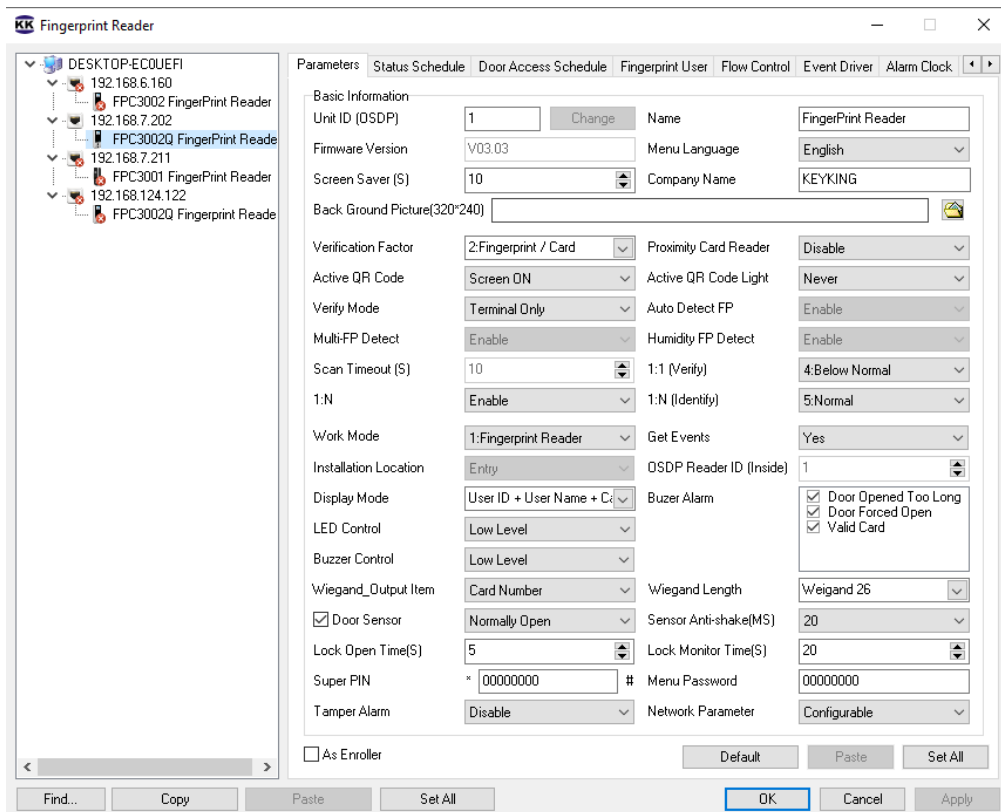 KK Fingerprint Reader
DESKTOP-EC0UEFI
192.168.6.160
FPC3002 FingerPrint Reader
192.168.7.202
FPC3002Q FingerPrint Reade
192.168.7.211
FPC3001 FingerPrint Reader
192.168.124.122
FPC3002Q Fingerprint Reade
Parameters Status Schedule Door Access Schedule Fingerprint User Flow Control Event Driver Alarm Clock
Basic Information
Unit ID (OSDP) 1 Change Name FingerPrint Reader
Firmware Version V03.03 Menu Language English
Screen Saver (S) 10 Company Name KEYKING
Back Ground Picture(320*240)
Verification Factor 2:Fingerprint / Card Proximity Card Reader Disable
Active QR Code Screen ON Active QR Code Light Never
Verify Mode Terminal Only Auto Detect FP Enable
Multi-FP Detect Enable Humidity FP Detect Enable
Scan Timeout (S) 10 1:1 (Verify) 4:Below Normal
1:N Enable 1:N (Identify) 5:Normal
Work Mode 1:Fingerprint Reader Get Events Yes
Installation Location Entry OSDP Reader ID (Inside) 1
Display Mode User ID + User Name + Ca Buzer Alarm Door Opened Too Long
Door Forced Open
Valid Card
LED Control Low Level
Buzzer Control Low Level
Wiegand_Output Item Card Number Wiegand Length Weigand 26
Door Sensor Normally Open Sensor Anti-shake(MS) 20
Lock Open Time(S) 5 Lock Monitor Time(S) 20
Super PIN * 00000000 # Menu Password 00000000
Tamper Alarm Disable Network Parameter Configurable
As Enroller Default Paste Set All
Find... Copy Paste Set All OK Cancel Apply